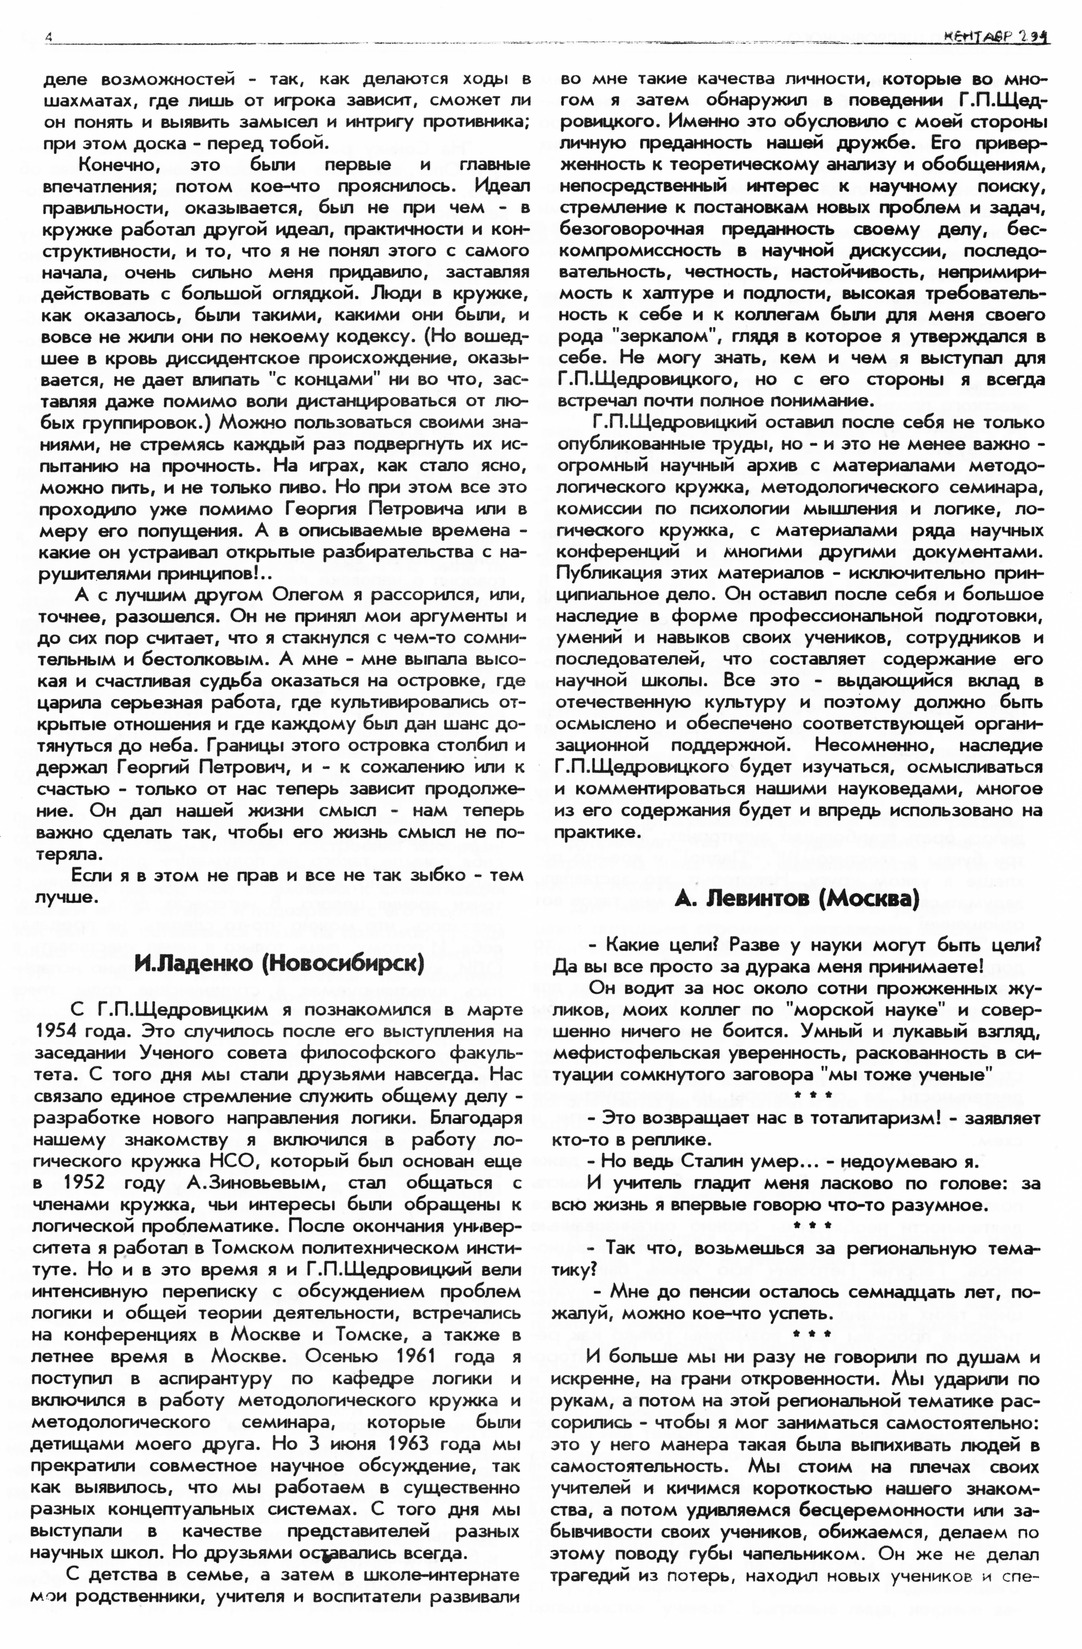 4
КЕНТАВР 2 94
деле возможностей - так, как делаются ходы в
шахматах, где лишь от игрока зависит, сможет ли
он понять и выявить замысел и интригу противника;
при этом доска - перед тобой.
Конечно, это были первые и главные
впечатления; потом кое-что прояснилось. Идеал
правильности, оказывается, был не при чем - в
кружке работал другой идеал, практичности и кон-
структивности, и то, что я не понял этого с самого
начала, очень сильно меня придавило, заставляя
действовать с большой оглядкой. Люди в кружке,
как оказалось, были такими, какими они были, и
вовсе не жили они по некоему кодексу. (Но вошед-
шее в кровь диссидентское происхождение, оказы-
вается, не дает влипать "с концами" ни во что, зас-
тавляя даже помимо воли дистанцироваться от лю-
бых группировок.) Можно пользоваться своими зна-
ниями, не стремясь каждый раз подвергнуть их ис-
пытанию на прочность. На играх, как стало ясно,
можно пить, и не только пиво. Но при этом все это
проходило уже помимо Георгия Петровича или в
меру его попущения. А в описываемые времена -
какие он устраивал открытые разбирательства с на-
рушителями принципов!..
А с лучшим другом Олегом я рассорился, или,
точнее, разошелся. Он не принял мои аргументы и
до сих пор считает, что я стакнулся с чем-то сомни-
тельным и бестолковым. А мне - мне выпала высо-
кая и счастливая судьба оказаться на островке, где
царила серьезная работа, где культивировались от-
крытые отношения и где каждому был дан шанс до-
тянуться до неба. Границы этого островка столбил и
держал Георгий Петрович, и - к сожалению или к
счастью - только от нас теперь зависит продолже-
ние. Он дал нашей жизни смысл - нам теперь
важно сделать так, чтобы его жизнь смысл не по-
теряла.
Если я в этом не прав и все не так зыбко - тем
лучше.
И.Ладенко (Новосибирск)
С Г.П.Щедровицким я познакомился в марте
1954 года. Это случилось после его выступления на
заседании Ученого совета философского факуль-
тета. С того дня мы стали друзьями навсегда. Нас
связало единое стремление служить общему делу -
разработке нового направления логики. Благодаря
нашему знакомству я включился в работу ло-
гического кружка НСО, который был основан еще
в 1952 году А.Зиновьевым, стал общаться с
членами кружка, чьи интересы были обращены к
логической проблематике. После окончания универ-
ситета я работал в Томском политехническом инсти-
туте. Но и в это время я и Г.П.Щедровицкий вели
интенсивную переписку с обсуждением проблем
логики и общей теории деятельности, встречались
на конференциях в Москве и Томске, а также в
летнее время в Москве. Осенью 1961 года я
поступил в аспирантуру по кафедре логики и
включился в работу методологического кружка и
методологического семинара, которые были
детищами моего друга. Но 3 июня 1963 года мы
прекратили совместное научное обсуждение, так
как выявилось, что мы работаем в существенно
разных концептуальных системах. С того дня мы
выступали в качестве представителей разных
научных школ. Но друзьями оставались всегда.
С детства в семье, а затем в школе-интернате
мои родственники, учителя и воспитатели развивали
во мне такие качества личности, которые во мно-
гом я затем обнаружил в поведении Г.П.Щед-
ровицкого. Именно это обусловило с моей стороны
личную преданность нашей дружбе. Его привер-
женность к теоретическому анализу и обобщениям,
непосредственный интерес к научному поиску,
стремление к постановкам новых проблем и задач,
безоговорочная преданность своему делу, бес-
компромиссность в научной дискуссии, последо-
вательность, честность, настойчивость, непримири-
мость к халтуре и подлости, высокая требователь-
ность к себе и к коллегам были для меня своего
рода "зеркалом", глядя в которое я утверждался в
себе. Не могу знать, кем и чем я выступал для
Г.П.Щедровицкого, но с его стороны я всегда
встречал почти полное понимание.
Г.П.Щедровицкий оставил после себя не только
опубликованные труды, но - и это не менее важно -
огромный научный архив с материалами методо-
логического кружка, методологического семинара,
комиссии по психологии мышления и логике, ло-
гического кружка, с материалами ряда научных
конференций и многими другими документами.
Публикация этих материалов - исключительно прин-
ципиальное дело. Он оставил после себя и большое
наследие в форме профессиональной подготовки,
умений и навыков своих учеников, сотрудников и
последователей, что составляет содержание его
научной школы. Все это - выдающийся вклад в
отечественную культуру и поэтому должно быть
осмыслено и обеспечено соответствующей органи-
зационной поддержной. Несомненно, наследие
Г.П.Щедровицкого будет изучаться, осмысливаться
и комментироваться нашими науковедами, многое
из его содержания будет и впредь использовано на
практике.
А. Левинтов (Москва)
- Какие цели? Разве у науки могут быть цели?
Да вы все просто за дурака меня принимаете!
Он водит за нос около сотни прожженных жу-
ликов, моих коллег по "морской науке" и совер-
шенно ничего не боится. Умный и лукавый взгляд,
мефистофельская уверенность, раскованность в си-
туации сомкнутого заговора "мы тоже ученые"
* * *
- Это возвращает нас в тоталитаризм! - заявляет
кто-то в реплике.
- Но ведь Сталин умер... - недоумеваю я.
И учитель гладит меня ласково по голове: за
всю жизнь я впервые говорю что-то разумное.
* * *
- Так что, возьмешься за региональную тема-
тику?
- Мне до пенсии осталось семнадцать лет, по-
жалуй, можно кое-что успеть.
* * *
И больше мы ни разу не говорили по душам и
искренне, на грани откровенности. Мы ударили по
рукам, а потом на этой региональной тематике рас-
сорились - чтобы я мог заниматься самостоятельно:
это у него манера такая была выпихивать людей в
самостоятельность. Мы стоим на плечах своих
учителей и кичимся короткостью нашего знаком-
ства, а потом удивляемся бесцеремонности или за-
бывчивости своих учеников, обижаемся, делаем по
этому поводу губы чапельником. Он же не делал
трагедий из потерь, находил новых учеников и спе-